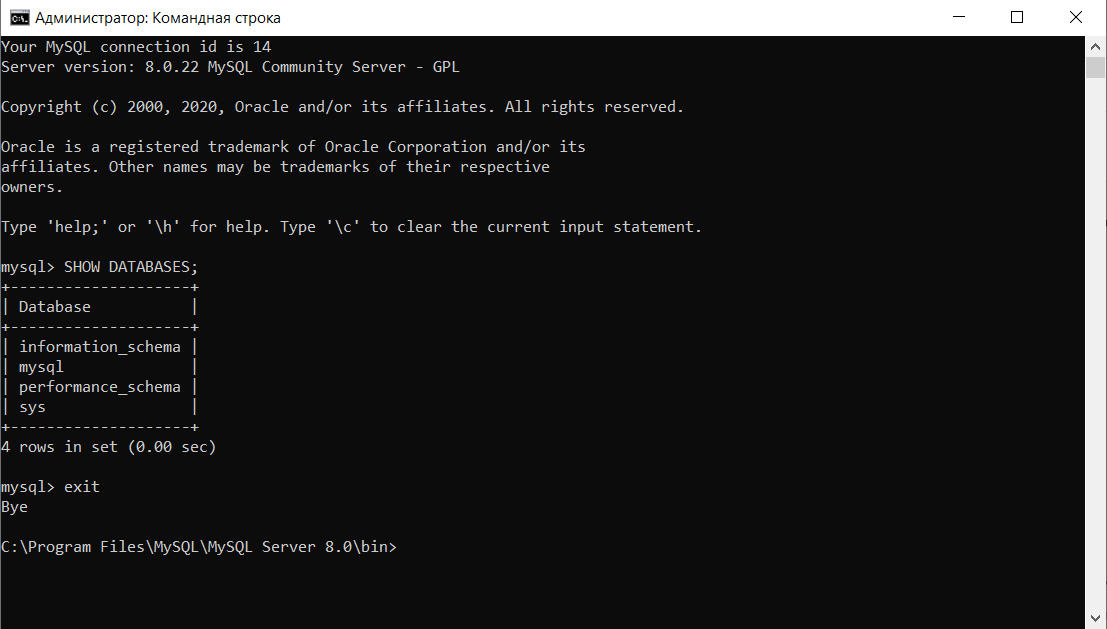 Администратор: Командная строка
Your MySQL connection id is 14
Server version: 8.0.22 MySQL Community Server - GPL
Copyright (c) 2000, 2020, Oracle and/or its affiliates. All rights reserved.
Oracle is a registered trademark of Oracle Corporation and/or its
affiliates. Other names may be trademarks of their respective
owners.
Type 'help;' or '\h' for help. Type '\c' to clear the current input statement.
mysql> SHOW DATABASES;
+--------------------+
| Database           |
+--------------------+
| information_schema |
| mysql              |
| performance_schema |
| sys                |
+--------------------+
4 rows in set (0.00 sec)
mysql> exit
Bye
C:\Program Files\MySQL\MySQL Server 8.0\bin>